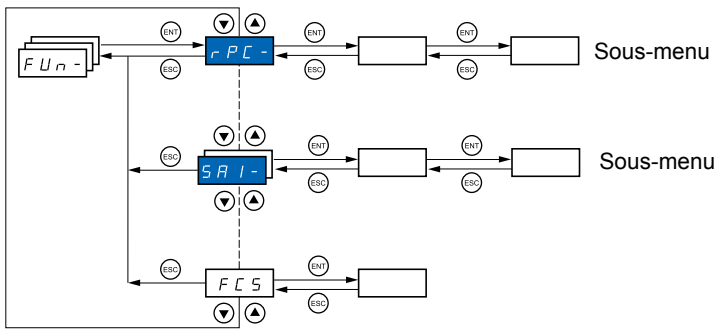 ENT ENT ENT
FUn- rPC- Sous-menu
ESC ESC ESC
ESC ENT ENT
SAI- Sous-menu
ESC ESC
ESC ENT
FCS
ESC